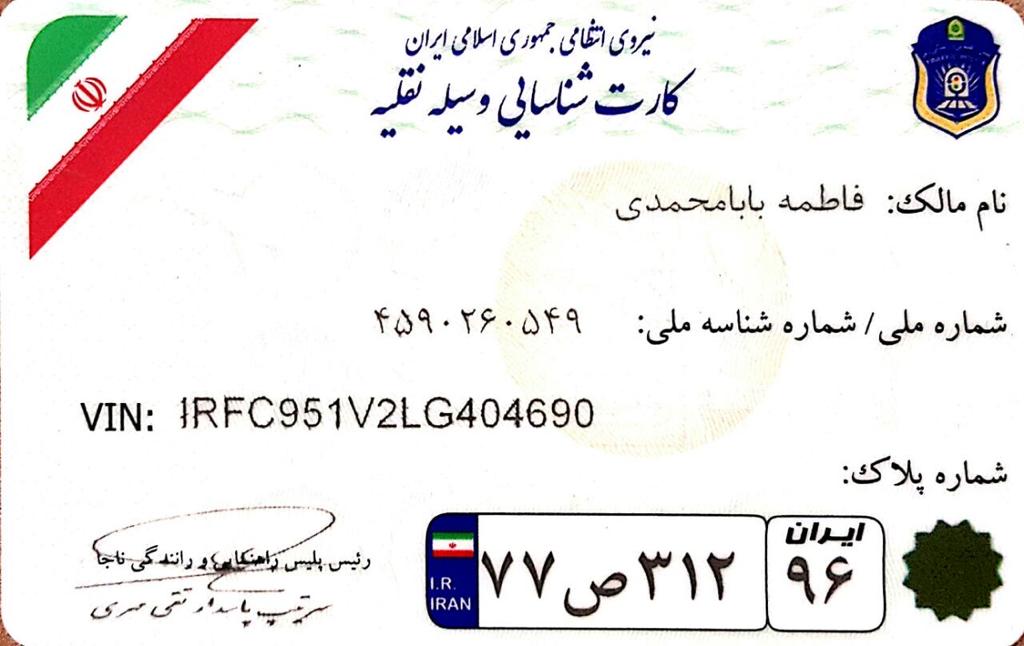 نیروی انتظامی جمهوری اسلامی ایران
کارت شناسایی وسیله نقلیه
نام مالک: فاطمه بابامحمدی
شماره ملی/ شماره شناسه ملی: ۴۵۹۰۲۶۰۵۴۹
VIN: IRFC951V2LG404690
شماره پلاک:
I.R.
IRAN
۷۷ ص ۳۱۲
ایران
۹۶
رئیس پلیس راهنمایی و رانندگی ناجا
سرتیپ پاسدار تقی مهری